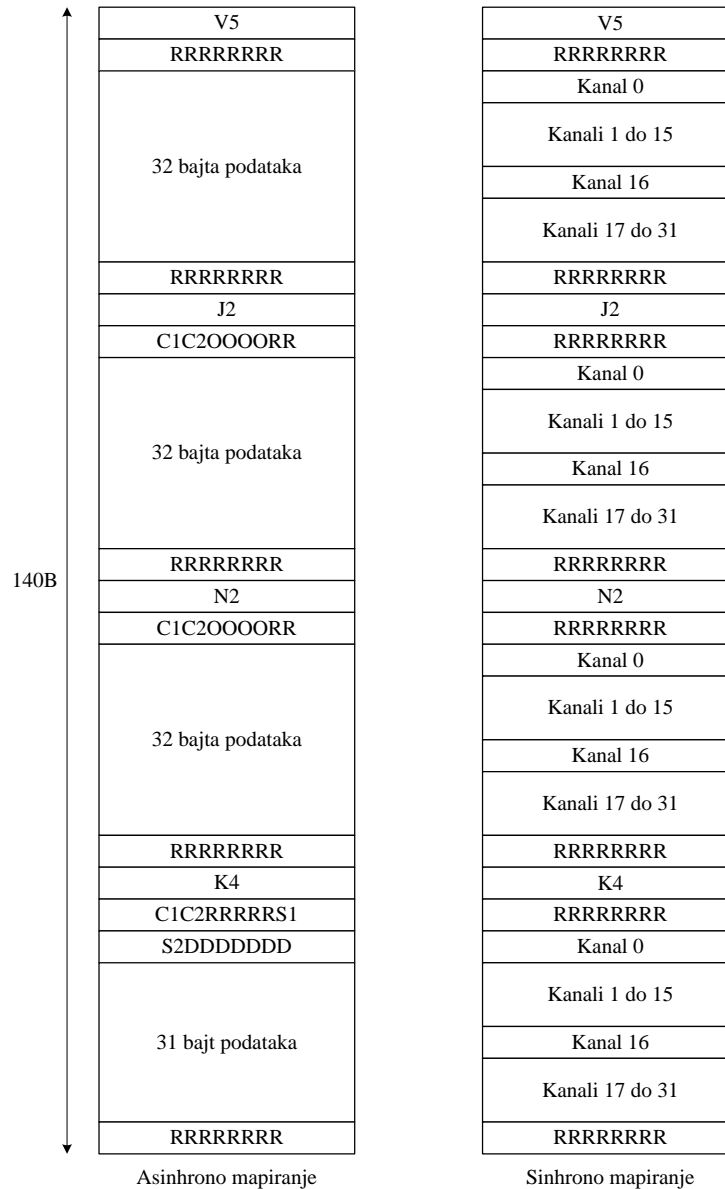 V5
RRRRRRRR
32 bajta podataka
RRRRRRRR
J2
C1C2OOOORR
32 bajta podataka
RRRRRRRR
N2
C1C2OOOORR
32 bajta podataka
RRRRRRRR
K4
C1C2RRRRRS1
S2DDDDDDD
31 bajt podataka
RRRRRRRR
140B
Asinhrono mapiranje
V5
RRRRRRRR
Kanal 0
Kanali 1 do 15
Kanal 16
Kanali 17 do 31
RRRRRRRR
J2
RRRRRRRR
Kanal 0
Kanali 1 do 15
Kanal 16
Kanali 17 do 31
RRRRRRRR
N2
RRRRRRRR
Kanal 0
Kanali 1 do 15
Kanal 16
Kanali 17 do 31
RRRRRRRR
K4
RRRRRRRR
Kanal 0
Kanali 1 do 15
Kanal 16
Kanali 17 do 31
RRRRRRRR
Sinhrono mapiranje